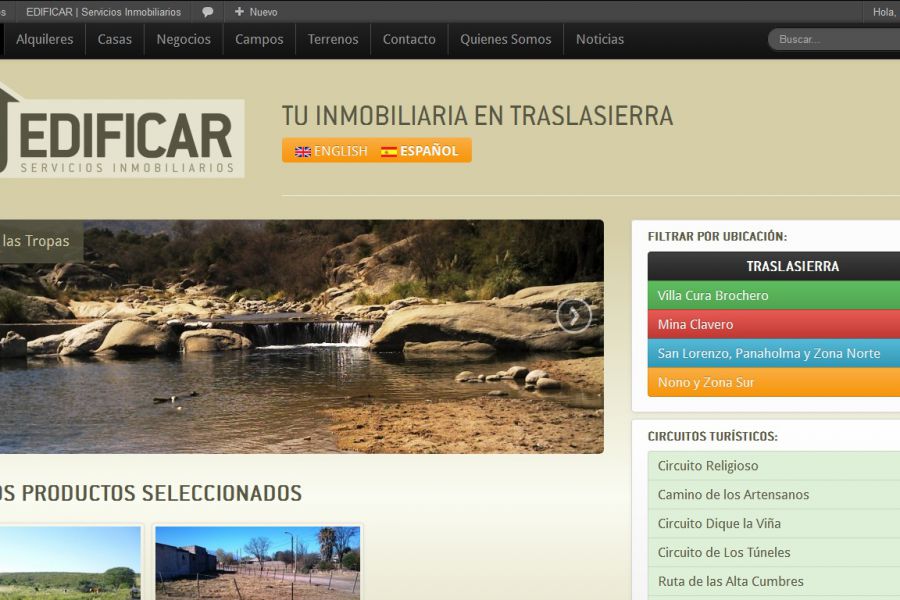 EDIFICAR | Servicios Inmobiliarios + Nuevo Hola,
Alquileres Casas Negocios Campos Terrenos Contacto Quienes Somos Noticias Buscar...
EDIFICAR
SERVICIOS INMOBILIARIOS
TU INMOBILIARIA EN TRASLASIERRA
ENGLISH ESPAÑOL
las Tropas
FILTRAR POR UBICACIÓN:
TRASLASIERRA
Villa Cura Brochero
Mina Clavero
San Lorenzo, Panaholma y Zona Norte
Nono y Zona Sur
CIRCUITOS TURÍSTICOS:
Circuito Religioso
Camino de los Artensanos
Circuito Dique la Viña
Circuito de Los Túneles
Ruta de las Alta Cumbres
OS PRODUCTOS SELECCIONADOS